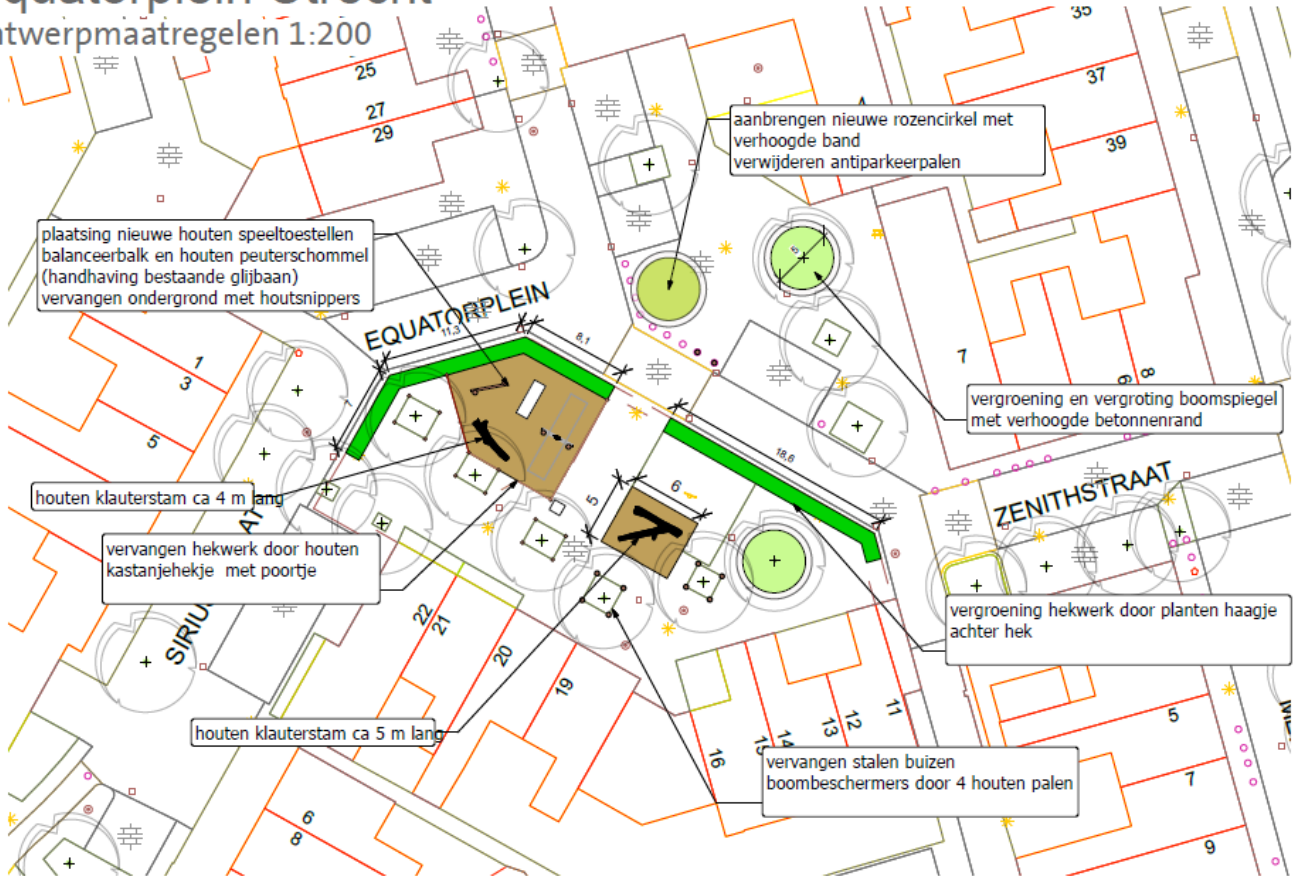 quatorplein Utrecht
ntwerpmaatregelen 1:200
35
25
37
27
29
39
aanbrengen nieuwe rozencirkel met
verhoogde band
verwijderen antiparkeerpalen
plaatsing nieuwe houten speeltoestellen
balanceerbalk en houten peuterschommel
(handhaving bestaande glijbaan)
vervangen ondergrond met houtsnippers
EQUATORPLEIN
11,3
8,1
1
3
5
7
6
8
vergroening en vergroting boomspiegel
met verhoogde betonnenrand
18,6
6
5
houten klauterstam ca 4 m lang
ZENITHSTRAAT
vervangen hekwerk door houten
kastanjehekje met poortje
vergroening hekwerk door planten haagje
achter hek
SIRIUS
AT
22
21
20
19
houten klauterstam ca 5 m lang
16
15
14
13
12
11
vervangen stalen buizen
boombeschermers door 4 houten palen
5
7
9
6
8